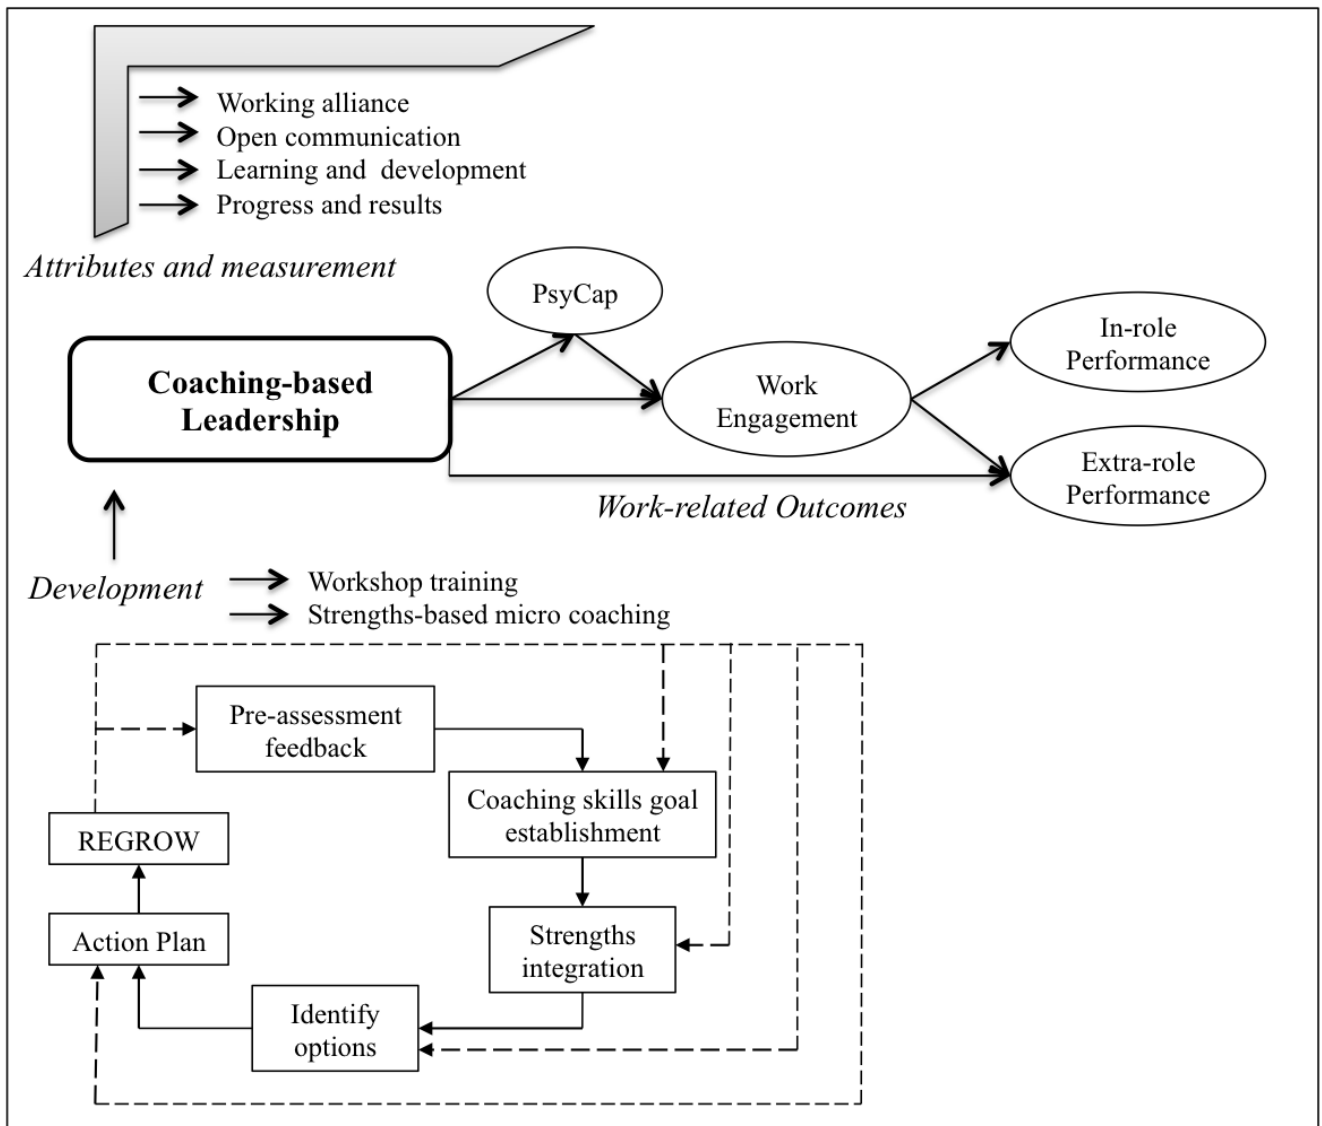 Working alliance
Open communication
Learning and development
Progress and results
Attributes and measurement
PsyCap
Coaching-based
Leadership
Work
Engagement
In-role
Performance
Extra-role
Performance
Work-related Outcomes
Development
Workshop training
Strengths-based micro coaching
Pre-assessment
feedback
Coaching skills goal
establishment
Strengths
integration
Identify
options
Action Plan
REGROW